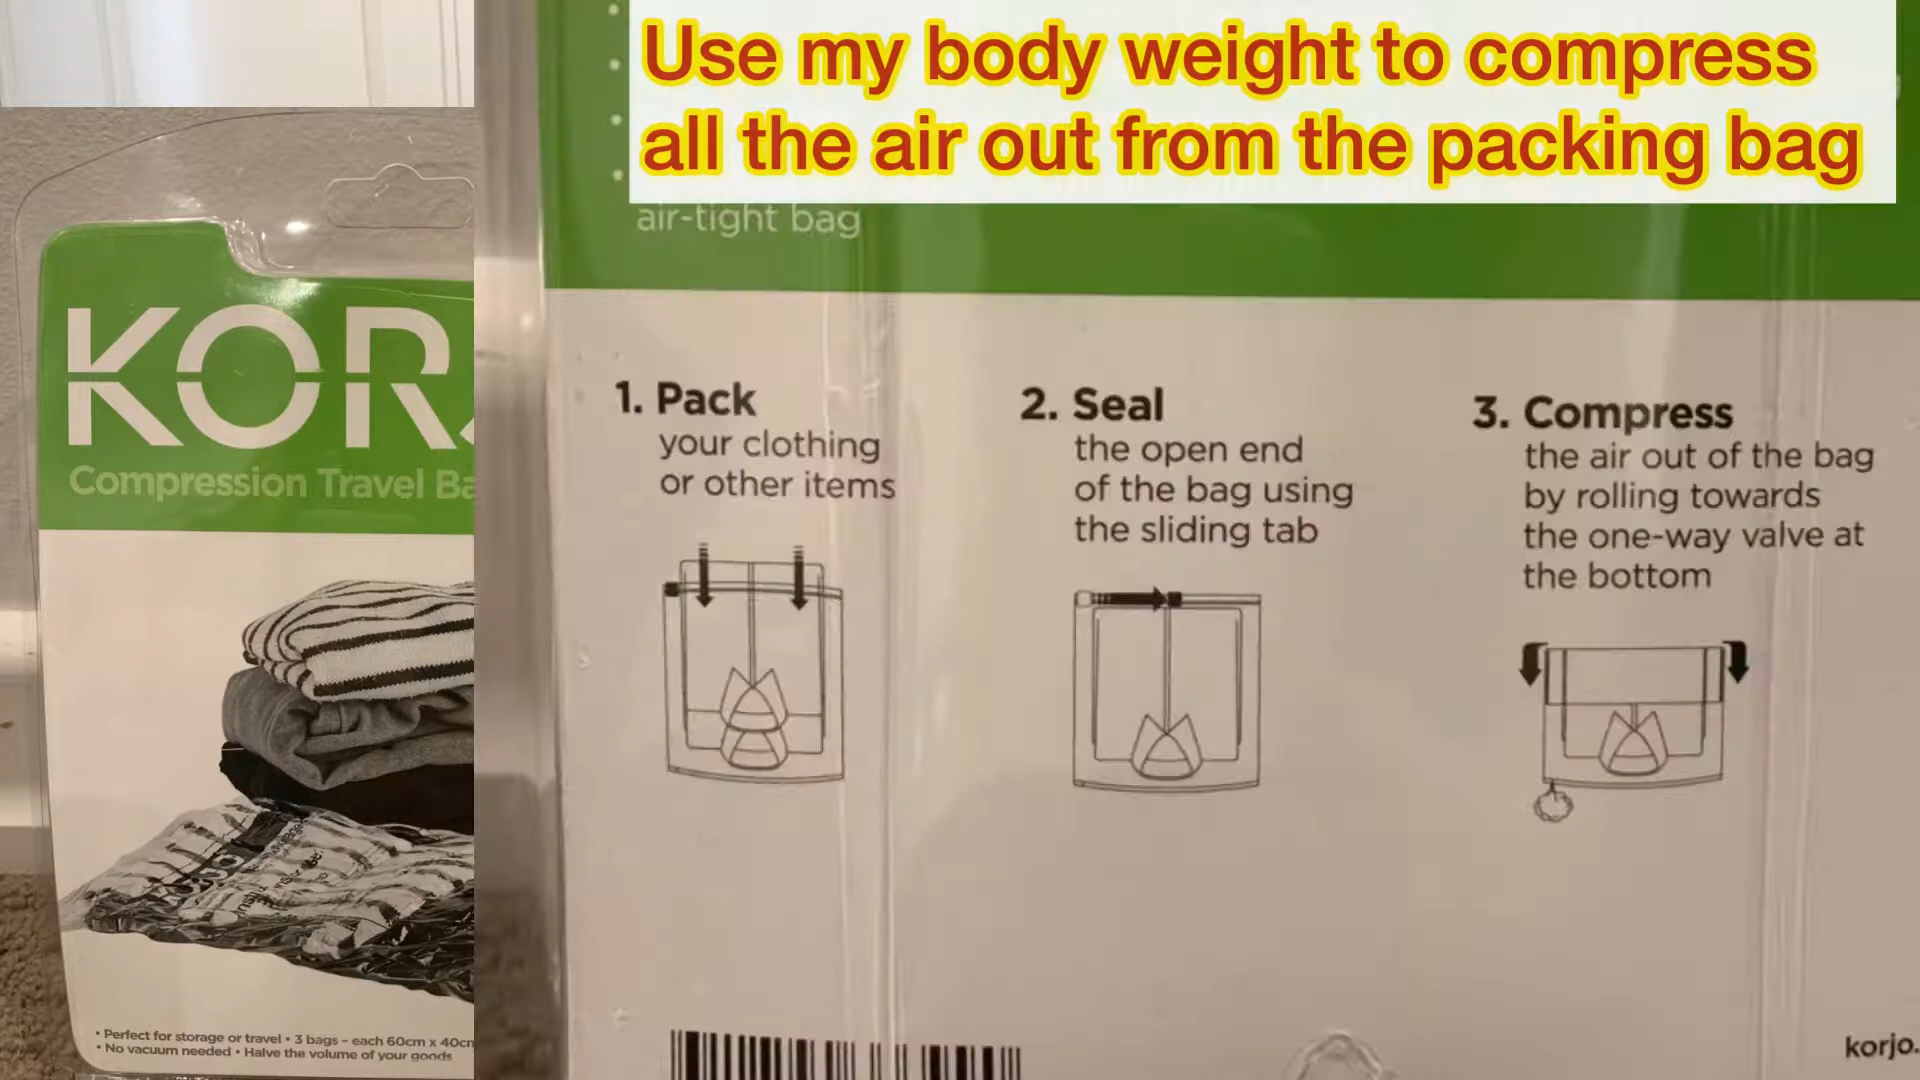 Use my body weight to compress
all the air out from the packing bag
air-tight bag
KOR
Compression Travel
• Perfect for storage or travel • 3 bags – each 60cm x 40cm
• No vacuum needed • Halve the volume of your goods
1. Pack
your clothing
or other items
2. Seal
the open end
of the bag using
the sliding tab
3. Compress
the air out of the bag
by rolling towards
the one-way valve at
the bottom
korjo.